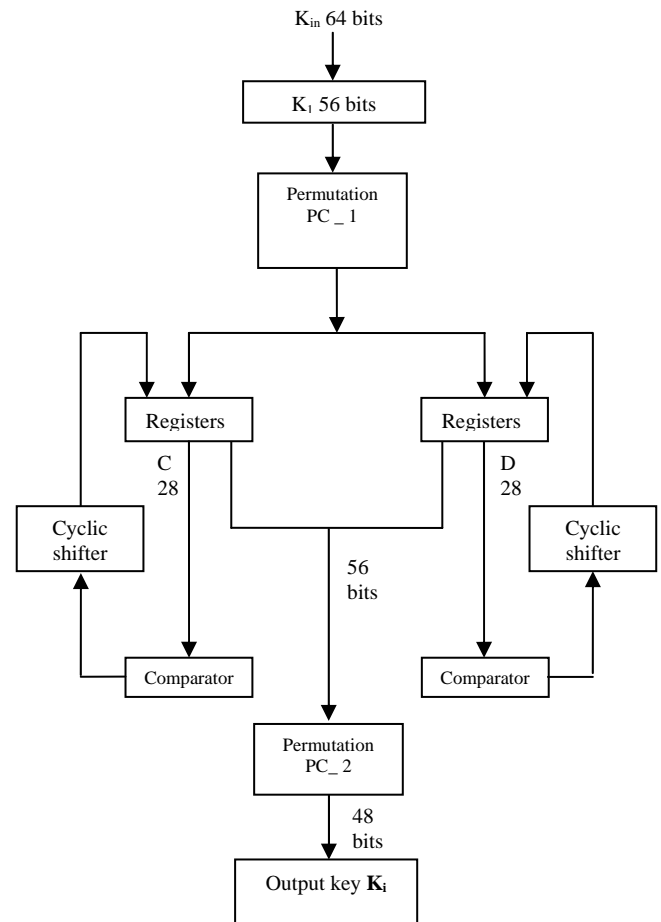 K_in 64 bits
K_1 56 bits
Permutation
PC _ 1
Registers
Registers
C
28
D
28
Cyclic
shifter
Cyclic
shifter
56
bits
Comparator
Comparator
Permutation
PC_ 2
48
bits
Output key K_i